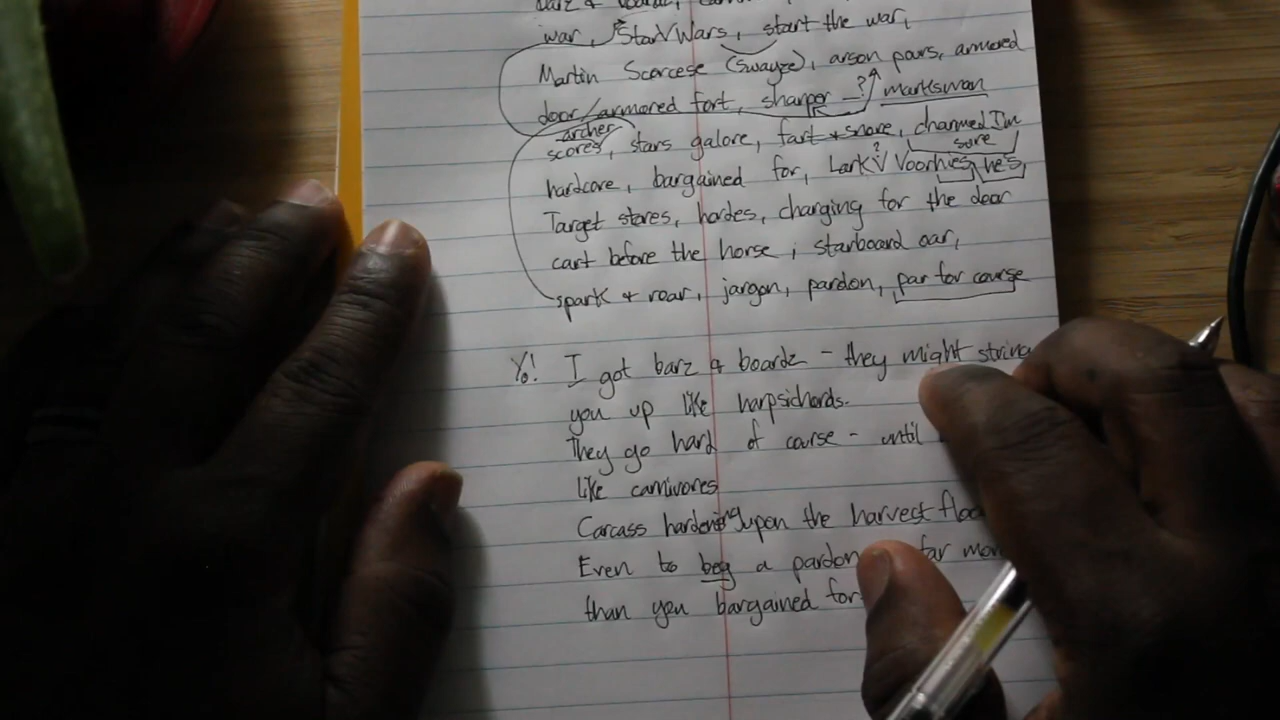 barz & boardz,
war, Star Wars, start the war,
Martin Scorcese (Swayze), arson pours, armored
door/armored fort, sharper -? marksman
archer
scores, stars galore, fart & snore, charmed I'm
sure
hardcore, bargained for, Lark? Voorhies, yes,
Target stores, hordes, charging for the door
cart before the horse, starboard oar,
spark & roar, jargon, pardon, par for course
Yo! I got barz & boardz - they might string
you up like harpsichords.
They go hard of course - until
like carnivores
Carcass hardening upon the harvest floor
Even to beg a pardon far more
than you bargained for